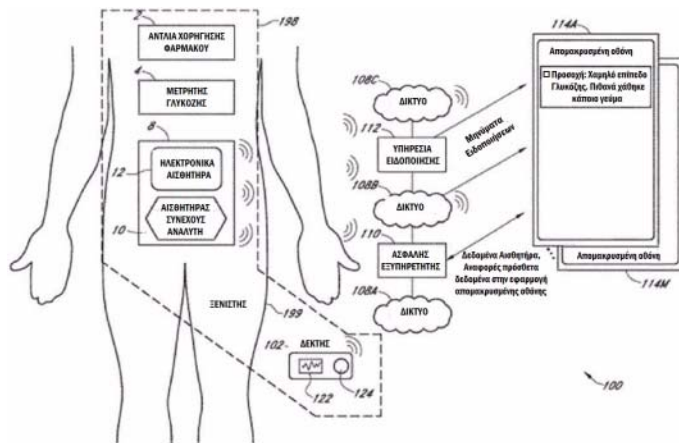 2
198
ΑΝΤΛΙΑ ΧΟΡΗΓΗΣΗΣ
ΦΑΡΜΑΚΟΥ
4
ΜΕΤΡΗΤΗΣ
ΓΛΥΚΟΖΗΣ
8
12
ΗΛΕΚΤΡΟΝΙΚΑ
ΑΙΣΘΗΤΗΡΑ
10
ΑΙΣΘΗΤΗΡΑΣ
ΣΥΝΕΧΟΥΣ
ΑΝΑΛΥΤΗ
ΞΕΝΙΣΤΗΣ
199
102
ΔΕΚΤΗΣ
122
124
108C
ΔΙΚΤΥΟ
112
ΥΠΗΡΕΣΙΑ
ΕΙΔΟΠΟΙΗΣΗΣ
108B
ΔΙΚΤΥΟ
110
ΑΣΦΑΛΗΣ
ΕΞΥΠΗΡΕΤΗΤΗΣ
108A
ΔΙΚΤΥΟ
Μηνύματα
Ειδοποιήσεων
Δεδομένα Αισθητήρα,
Αναφορές πρόσθετα
δεδομένα στην εφαρμογή
απομακρυσμένης οθόνης
114A
Απομακρυσμένη οθόνη
Προσοχή: Χαμηλό επίπεδο
Γλυκόζης. Πιθανά χάθηκε
κάποιο γεύμα
Απομακρυσμένη οθόνη
114M
100